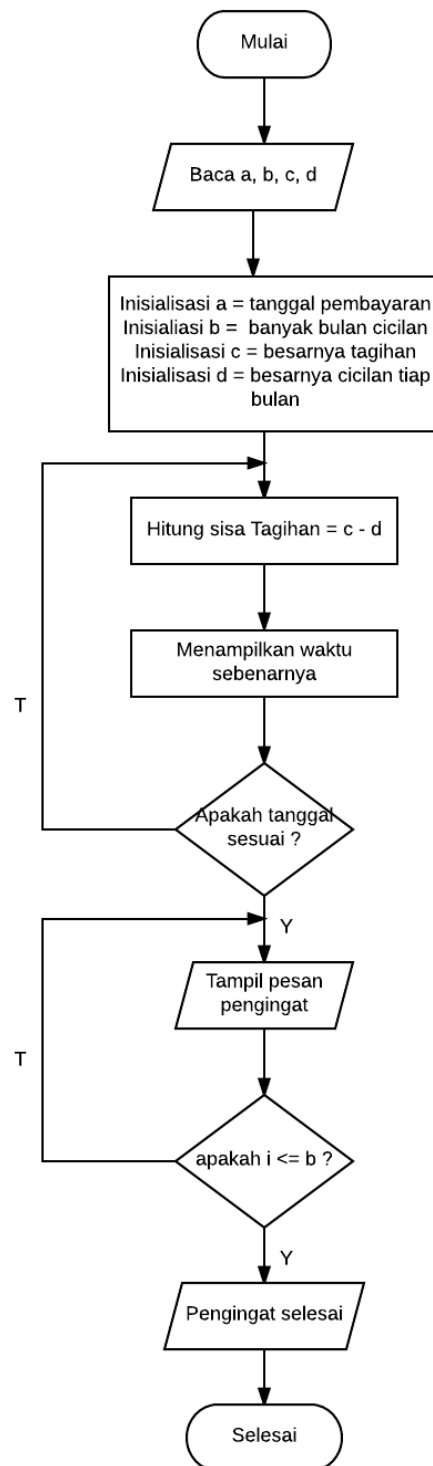 Mulai
Baca a, b, c, d
Inisialisasi a = tanggal pembayaran
Inisialiasi b =  banyak bulan cicilan
Inisialisasi c = besarnya tagihan
Inisialisasi d = besarnya cicilan tiap
bulan
Hitung sisa Tagihan = c - d
Menampilkan waktu
sebenarnya
T
Apakah tanggal
sesuai ?
Y
Tampil pesan
pengingat
T
apakah i <= b ?
Y
Pengingat selesai
Selesai